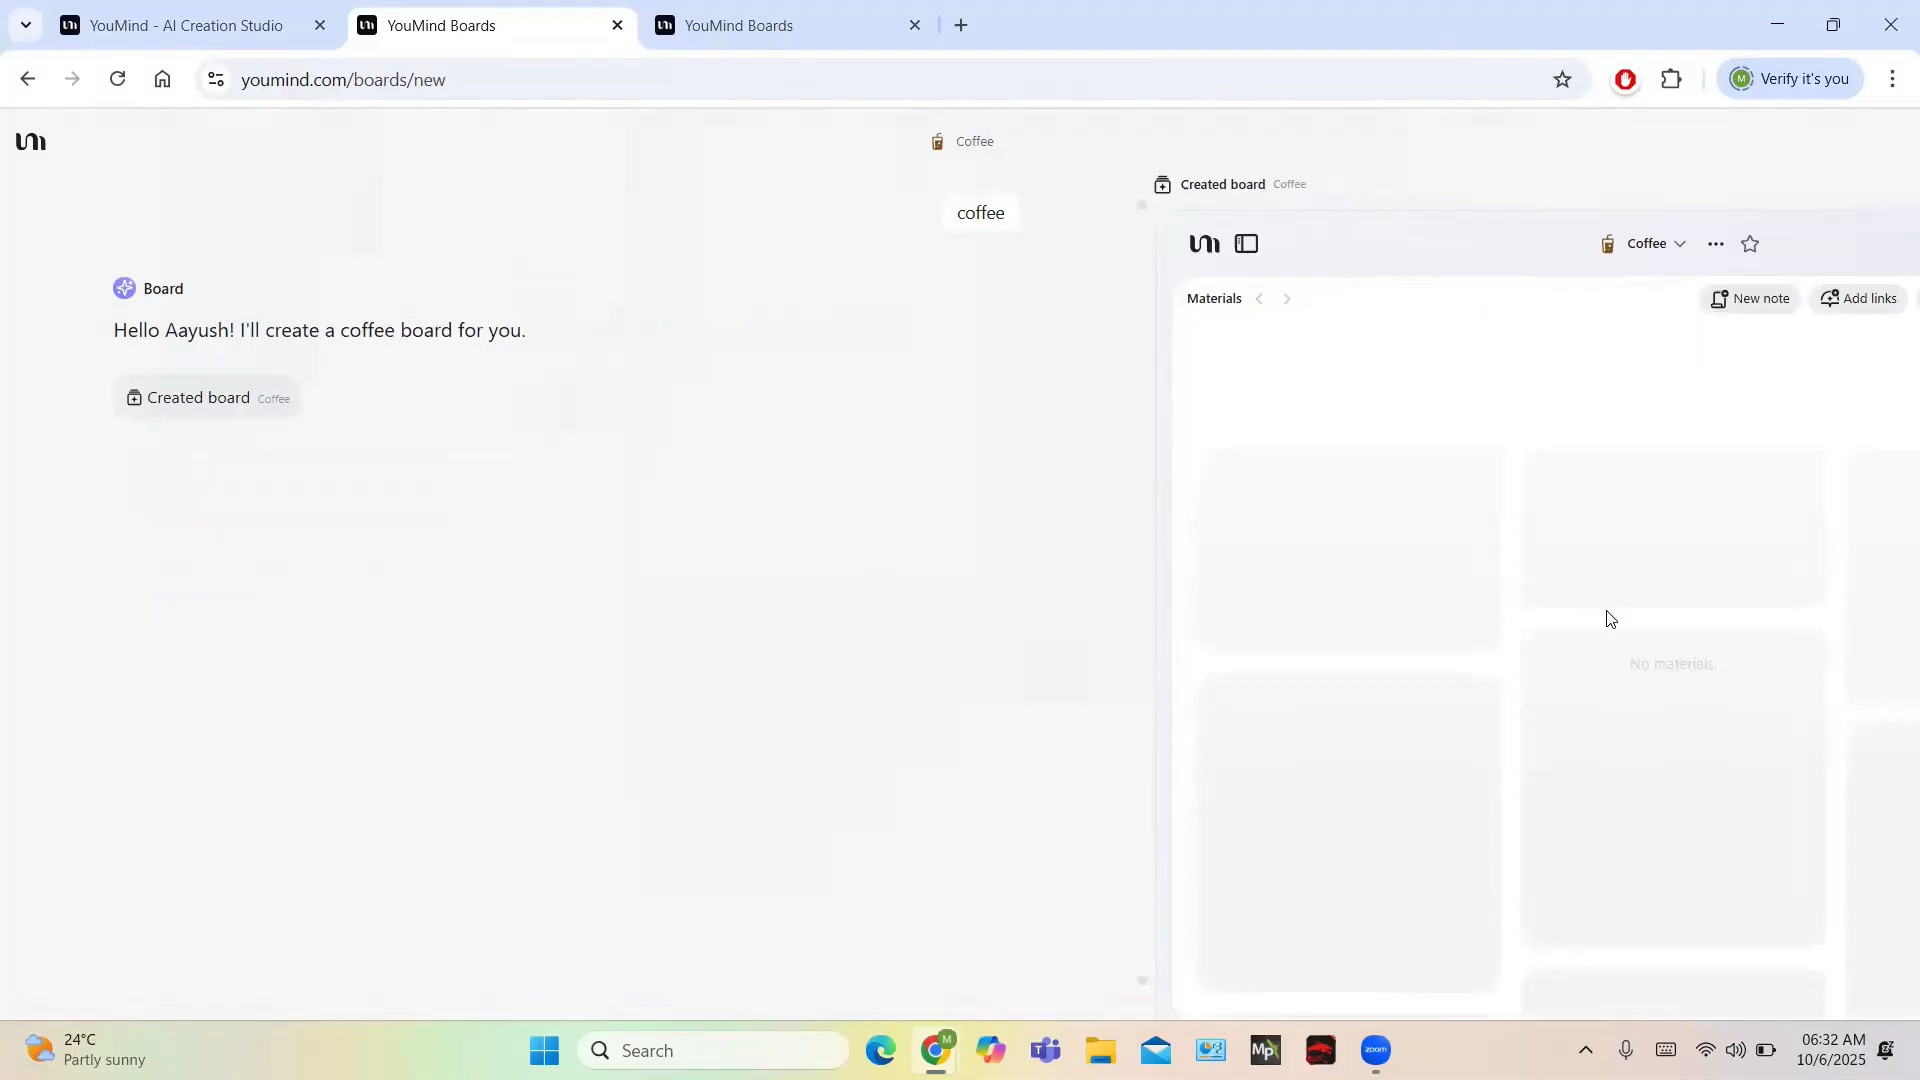 YouMind - AI Creation Studio
YouMind Boards
YouMind Boards
youmind.com/boards/new
M
Verify it's you
Coffee
Created board Coffee
coffee
Coffee
Board
Materials
New note
Add links
Hello Aayush! I'll create a coffee board for you.
Created board Coffee
No materials.
24°C
Partly sunny
Search
M
Mp
zoom
06:32 AM
10/6/2025